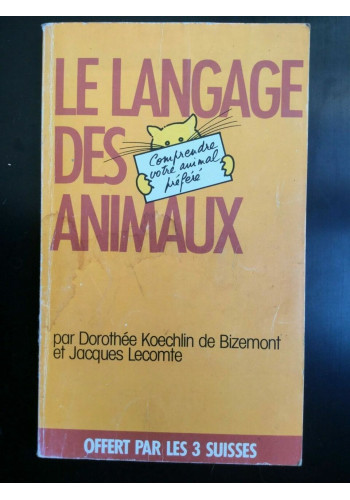 LE LANGAGE
DES
Comprendre
votre animal
préféré
ANIMAUX
par Dorothée Koechlin de Bizemont
et Jacques Lecomte
OFFERT PAR LES 3 SUISSES